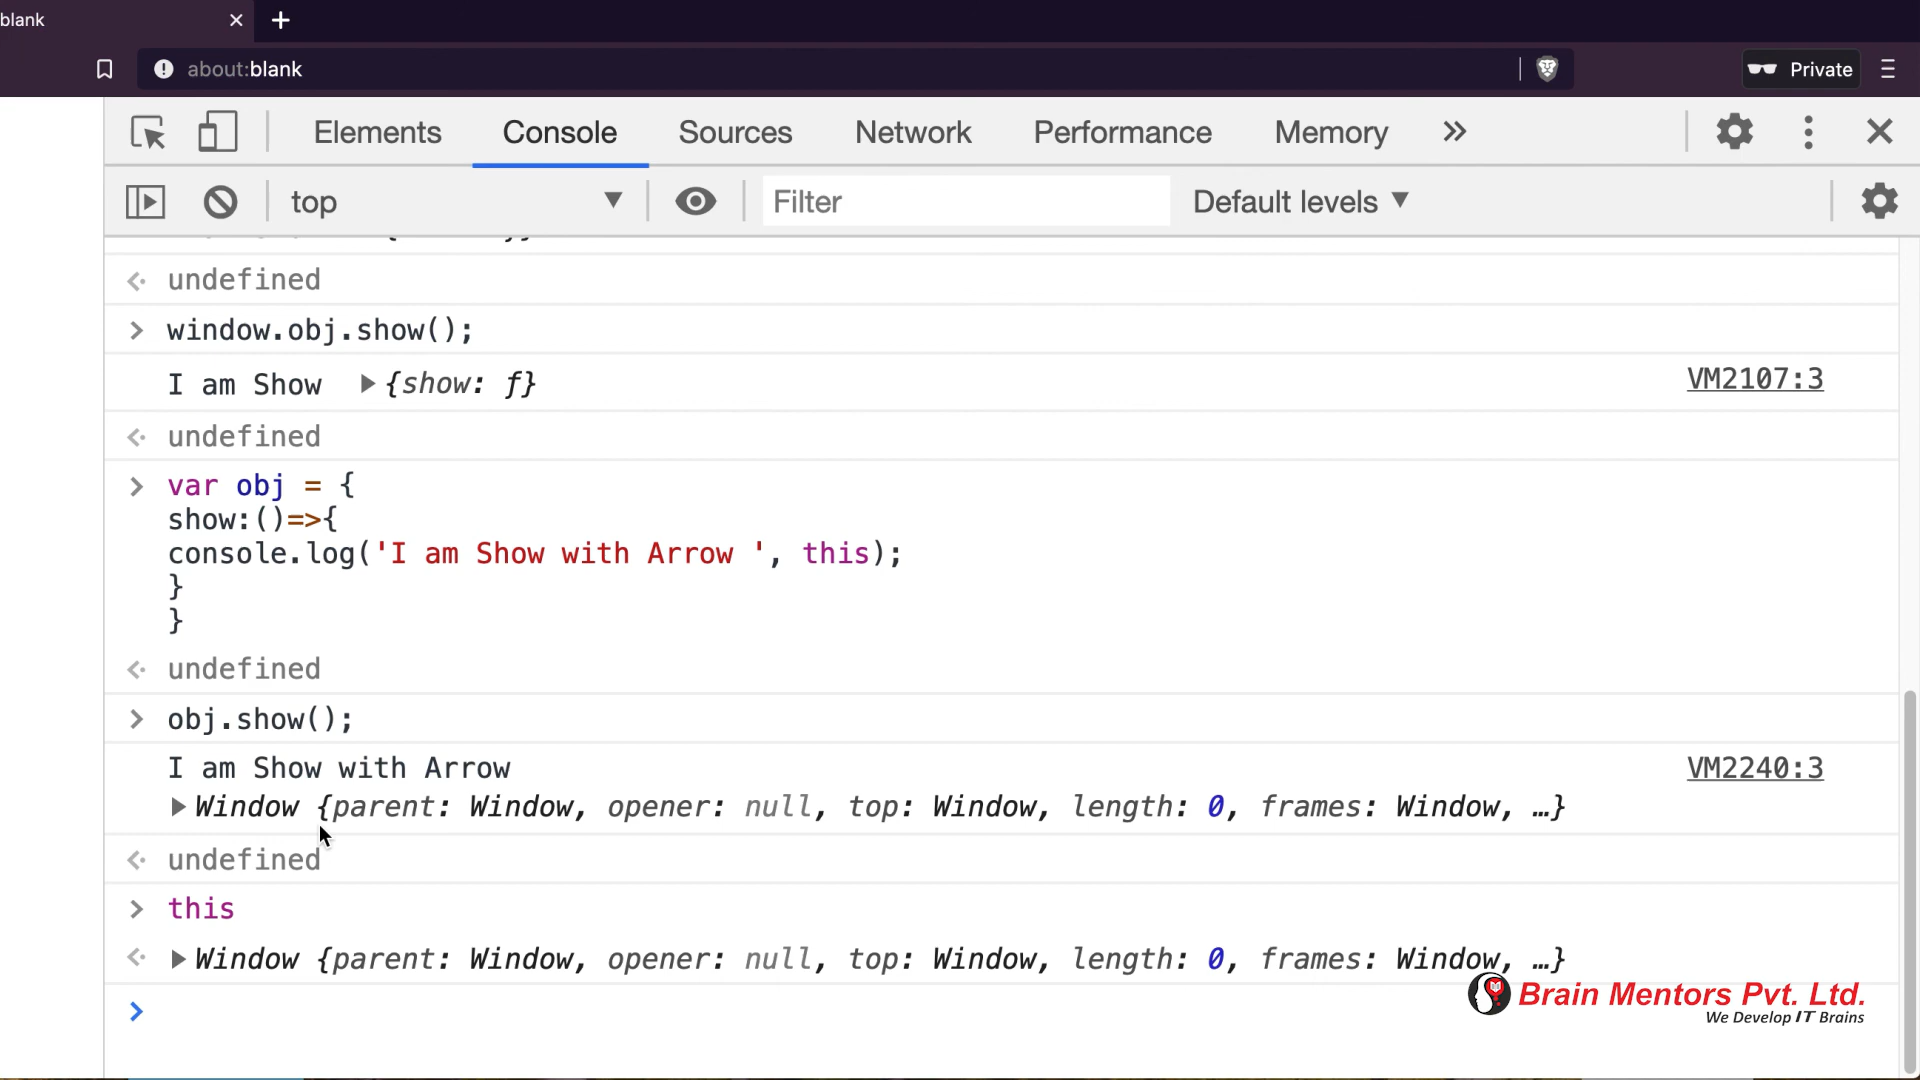 blank
about:blank
Private
Elements Console Sources Network Performance Memory
top Filter Default levels
undefined
window.obj.show();
I am Show {show: f} VM2107:3
undefined
var obj = {
show:()=>{
console.log('I am Show with Arrow ', this);
}
}
undefined
obj.show();
I am Show with Arrow VM2240:3
Window {parent: Window, opener: null, top: Window, length: 0, frames: Window, …}
undefined
this
Window {parent: Window, opener: null, top: Window, length: 0, frames: Window, …}
Brain Mentors Pvt. Ltd.
We Develop IT Brains